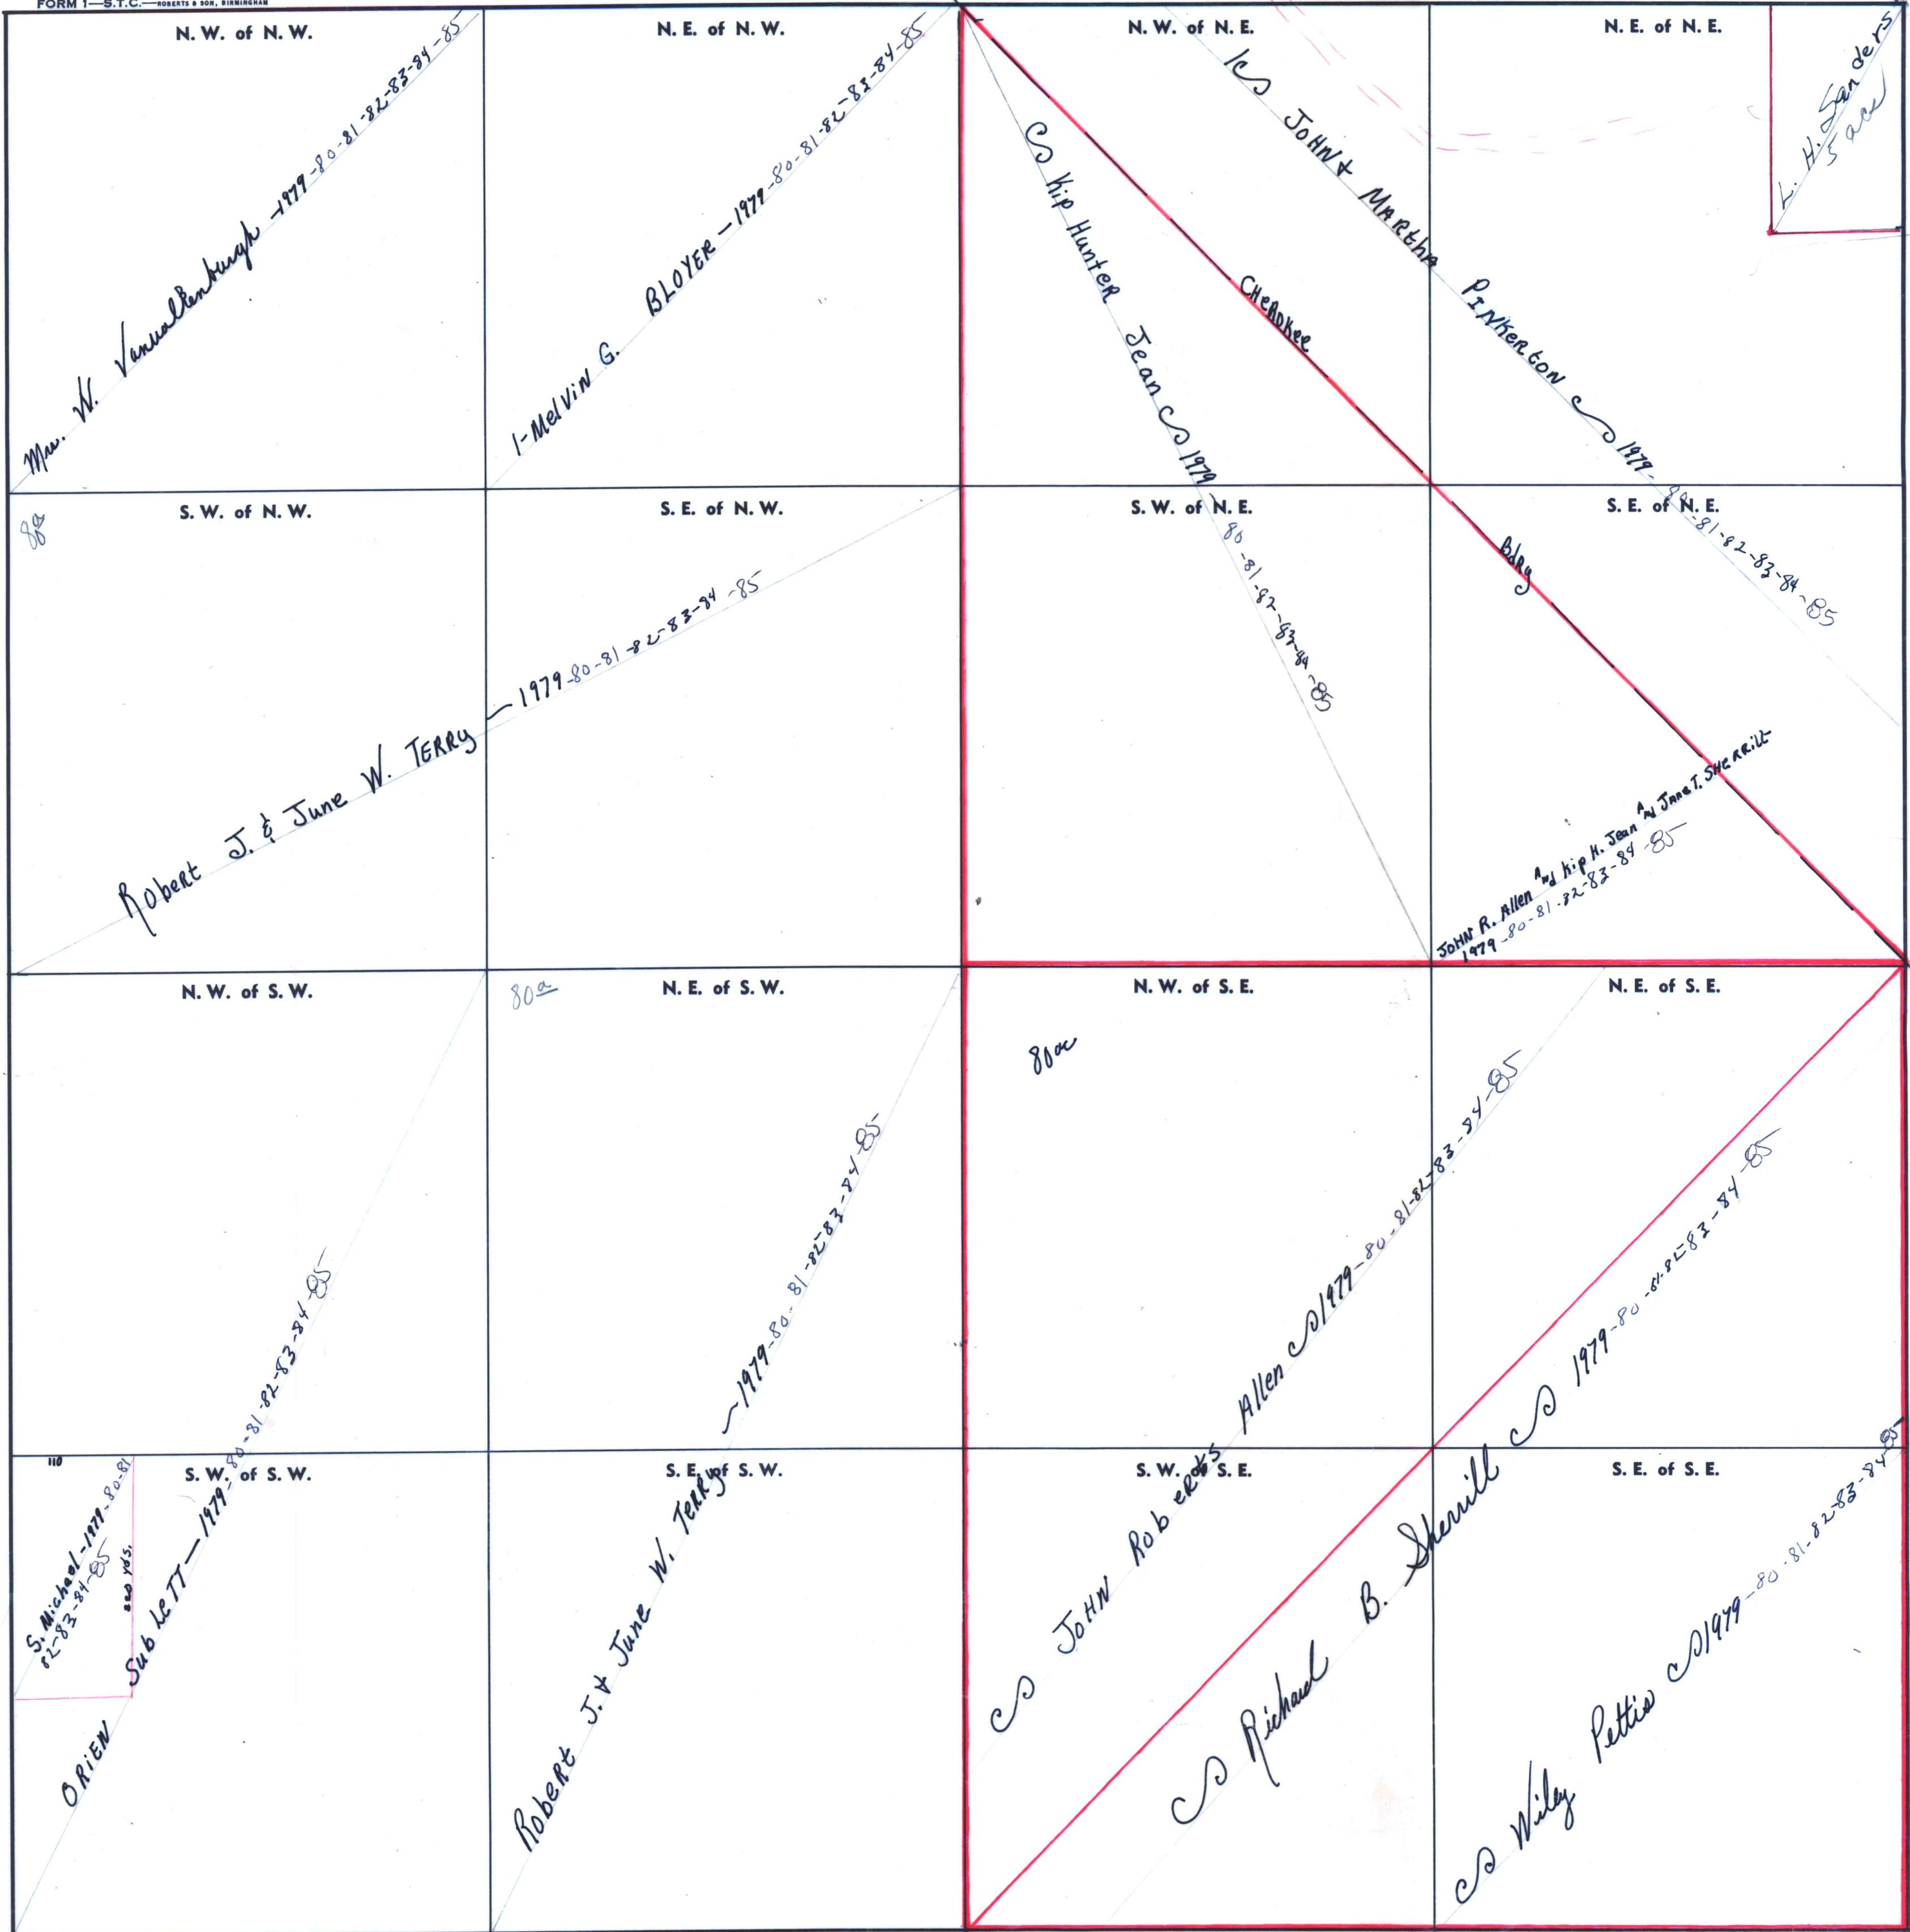 FORM 1—S.T.C.—ROBERTS & SON, BIRMINGHAM
N. W. of N. W.
Mrs. W. Vanvalkenburgh -1979-80-81-82-83-84-85
N. E. of N. W.
1-MelViN G. BLOYER - 1979-80-81-82-83-84-85
N. W. of N. E.
Kip HunteR Jean 1979-80-81-82-83-84-85
CHeROKee Bdry
JOHN & MARthA PINKerton 1979-80-81-82-83-84-85
N. E. of N. E.
L. H. Sanders
5 acs
S. W. of N. W.
S. E. of N. W.
RobeRt J. & June W. TERRy - 1979-80-81-82-83-84-85
S. W. of N. E.
S. E. of N. E.
JOHN R. Allen And Kip H. Jean And Jane T. SHeRRill
1979-80-81-82-83-84-85
N. W. of S. W.
80a
N. E. of S. W.
N. W. of S. E.
80ac
N. E. of S. E.
110
S. W. of S. W.
S. Michael-1979-80-81
82-83-84-85
220 yds.
ORiEN SubLeTT - 1979-80-81-82-83-84-85
S. E. of S. W.
RobeRt J. & June W. TeRRy - 1979-80-81-82-83-84-85
S. W. of S. E.
JOHN RobeRts Allen 1979-80-81-82-83-84-85
Richard B. Sherrill 1979-80-81-82-83-84-85
S. E. of S. E.
Wiley Pettis 1979-80-81-82-83-84-85